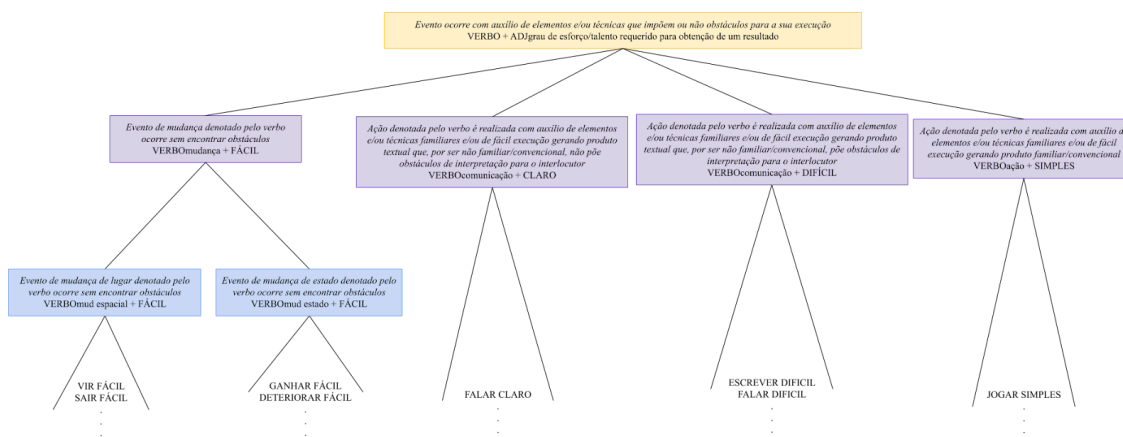 Evento ocorre com auxílio de elementos e/ou técnicas que impõem ou não obstáculos para a sua execução
VERBO + ADJgrau de esforço/talento requerido para obtenção de um resultado
Evento de mudança denotado pelo verbo
ocorre sem encontrar obstáculos
VERBOmudança + FÁCIL
Ação denotada pelo verbo é realizada com auxílio de elementos
e/ou técnicas familiares e/ou de fácil execução gerando produto
textual que, por ser não familiar/convencional, não põe
obstáculos de interpretação para o interlocutor
VERBOcomunicação + CLARO
Ação denotada pelo verbo é realizada com auxílio de elementos
e/ou técnicas familiares e/ou de fácil execução gerando produto
textual que, por ser não familiar/convencional, põe obstáculos
de interpretação para o interlocutor
VERBOcomunicação + DIFÍCIL
Ação denotada pelo verbo é realizada com auxílio de
elementos e/ou técnicas familiares e/ou de fácil
execução gerando produto familiar/convencional
VERBOação + SIMPLES
Evento de mudança de lugar denotado pelo
verbo ocorre sem encontrar obstáculos
VERBOmud espacial + FÁCIL
Evento de mudança de estado denotado pelo
verbo ocorre sem encontrar obstáculos
VERBOmud estado + FÁCIL
VIR FÁCIL
SAIR FÁCIL
.
.
.
GANHAR FÁCIL
DETERIORAR FÁCIL
.
.
.
FALAR CLARO
.
.
.
ESCREVER DIFICIL
FALAR DIFICIL
.
.
.
JOGAR SIMPLES
.
.
.